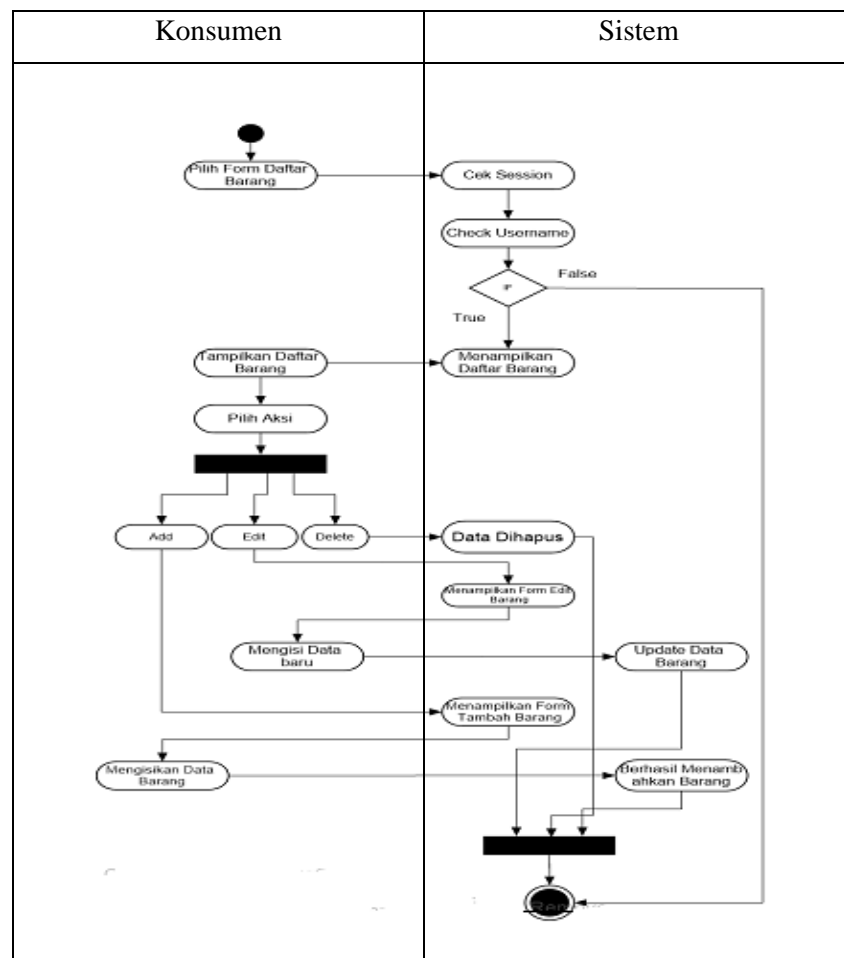 Konsumen
Sistem
Pilih Form Daftar
Barang
Cek Session
Check Username
IF
False
True
Tampilkan Daftar
Barang
Menampilkan
Daftar Barang
Pilih Aksi
Add
Edit
Delete
Data Dihapus
Menampilkan Form Edit
Barang
Mengisi Data
baru
Update Data
Barang
Menampilkan Form
Tambah Barang
Mengisikan Data
Barang
Berhasil Menamb
ahkan Barang